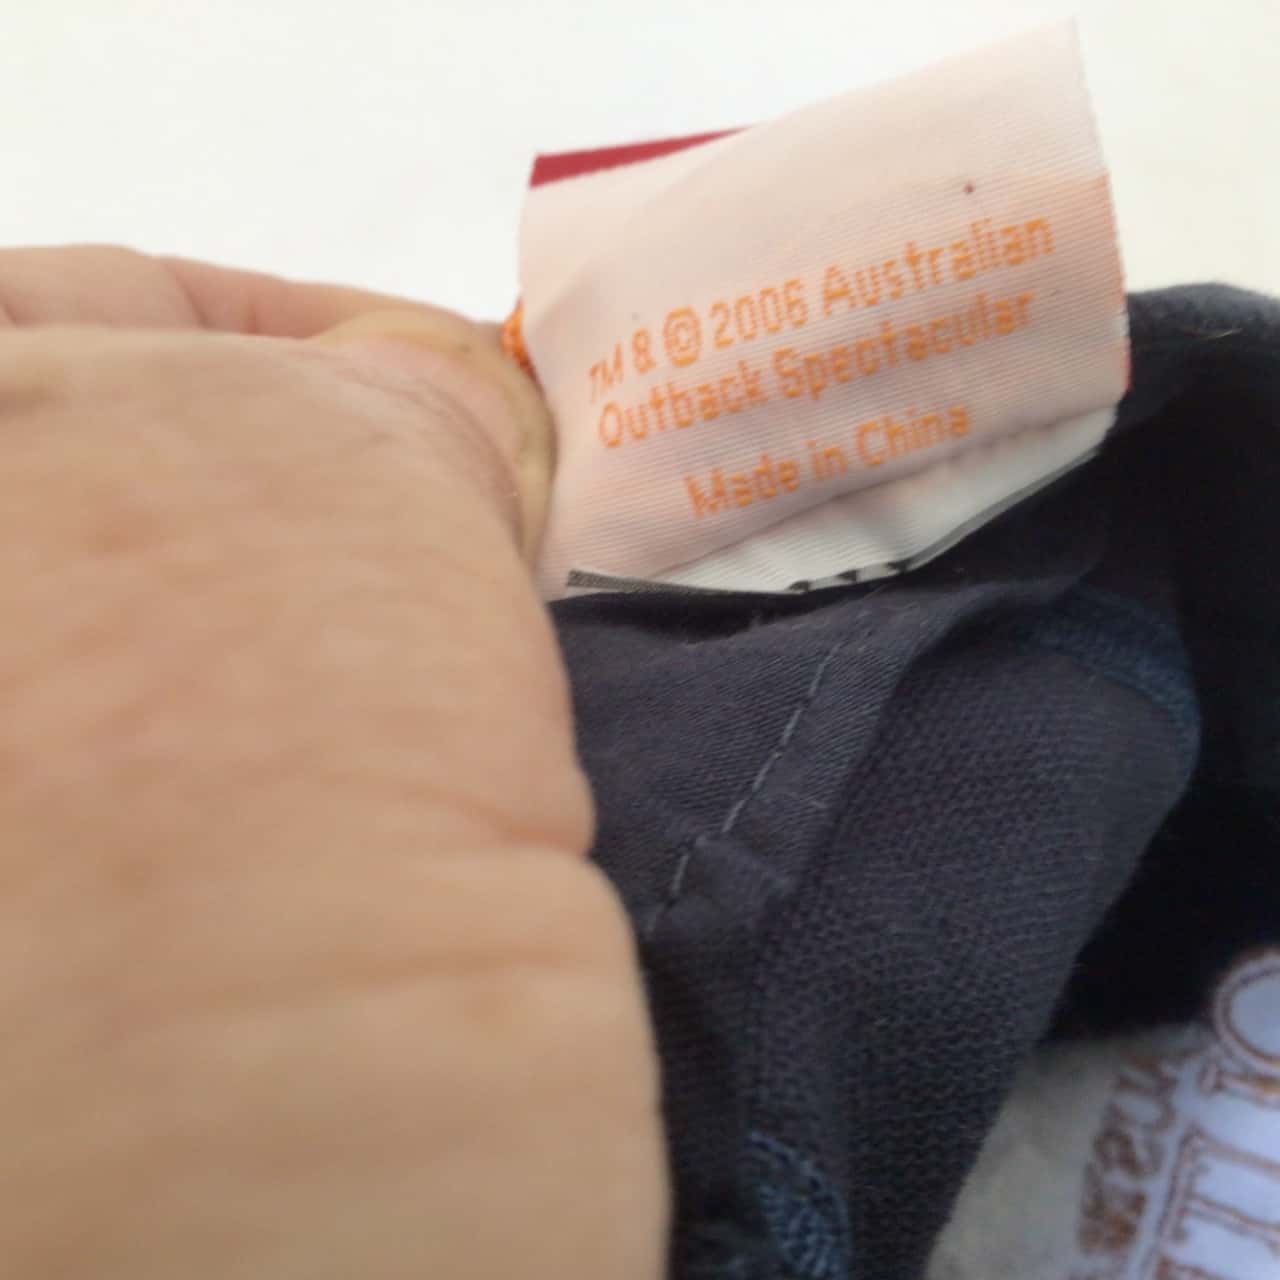 TM & © 2006 Australian
Outback Spectacular
Made in China